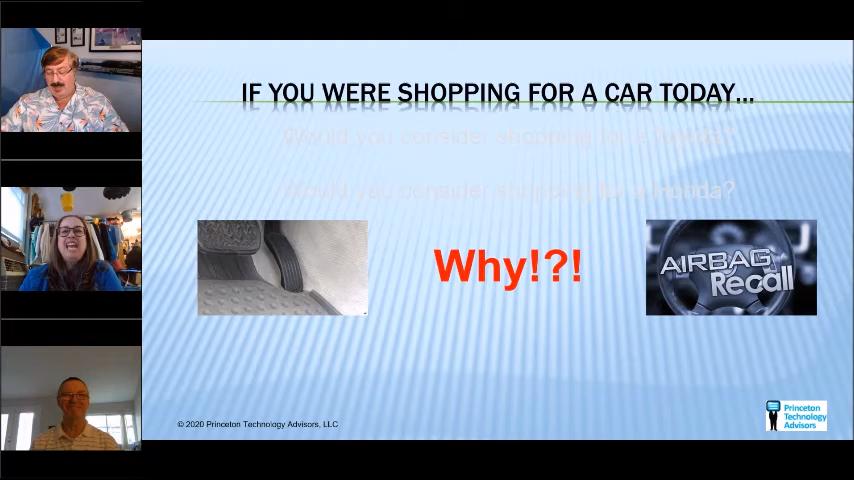 IF YOU WERE SHOPPING FOR A CAR TODAY...
Would you consider shopping for a Toyota?
Would you consider shopping for a Honda?
Why!?!
AIRBAG
Recall
© 2020 Princeton Technology Advisors, LLC
Princeton
Technology
Advisors